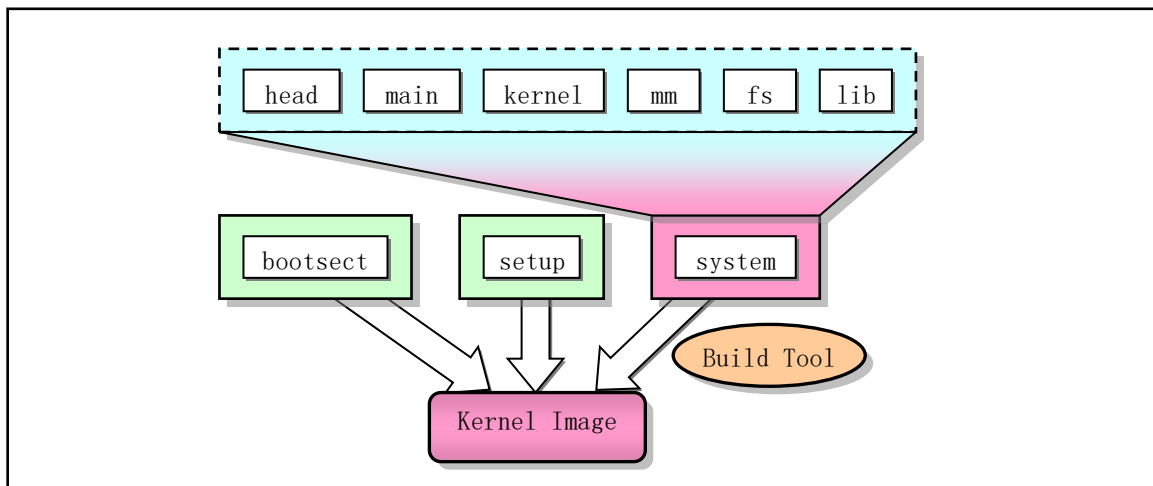 head main kernel mm fs lib
bootsect setup system
Build Tool
Kernel Image